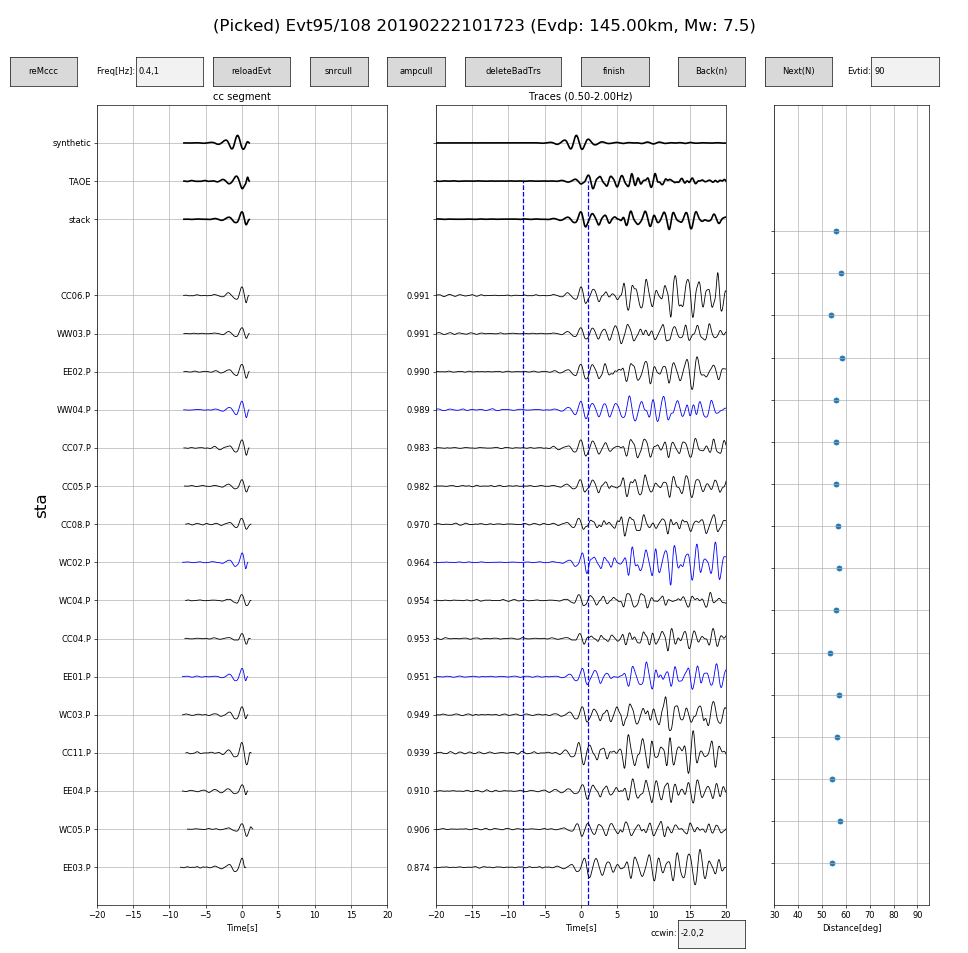 (Picked) Evt95/108 20190222101723 (Evdp: 145.00km, Mw: 7.5)
reMccc Freq[Hz]: 0.4,1 reloadEvt snrcull ampcull deleteBadTrs finish Back(n) Next(N) Evtid: 90
cc segment Traces (0.50-2.00Hz)
synthetic
TAOE
stack
CC06.P 0.991
WW03.P 0.991
EE02.P 0.990
WW04.P 0.989
CC07.P 0.983
CC05.P 0.982
sta
CC08.P 0.970
WC02.P 0.964
WC04.P 0.954
CC04.P 0.953
EE01.P 0.951
WC03.P 0.949
CC11.P 0.939
EE04.P 0.910
WC05.P 0.906
EE03.P 0.874
−20 −15 −10 −5 0 5 10 15 20 −20 −15 −10 −5 0 5 10 15 20 30 40 50 60 70 80 90
Time[s] Time[s] Distance[deg]
ccwin: -2.0,2